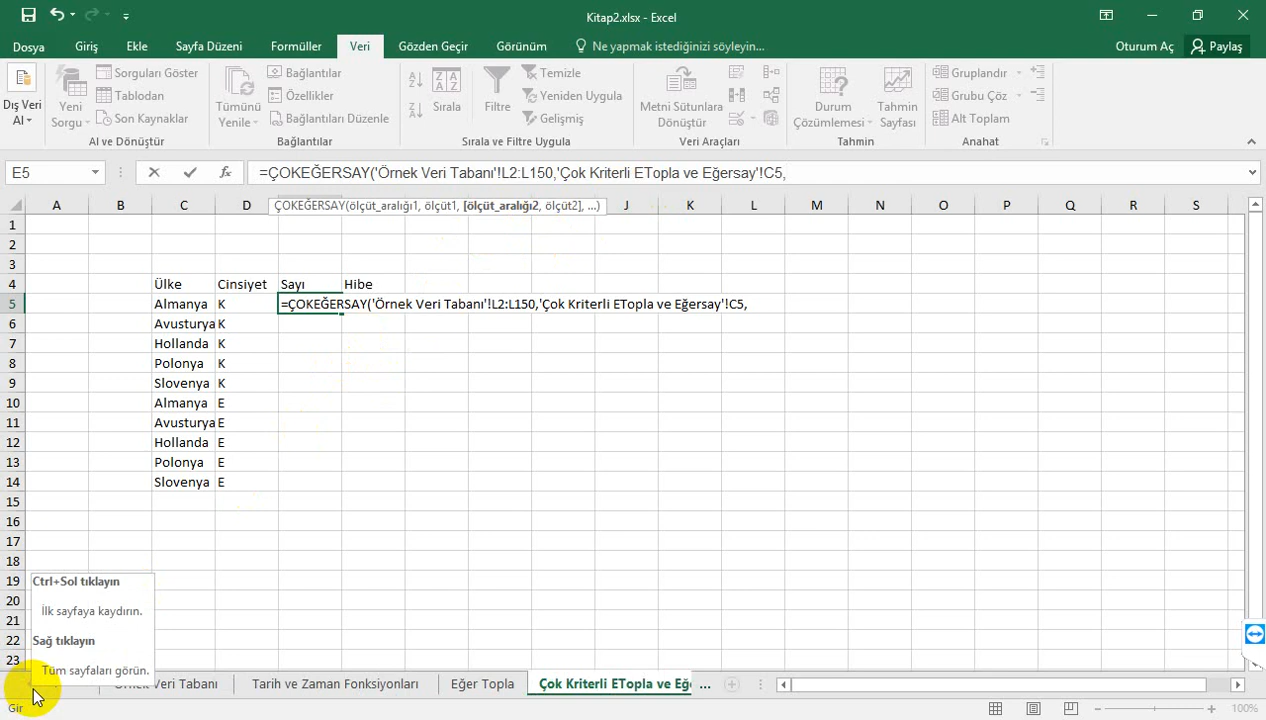 Kitap2.xlsx - Excel
Dosya Giriş Ekle Sayfa Düzeni Formüller Veri Gözden Geçir Görünüm Ne yapmak istediğinizi söyleyin... Oturum Aç Paylaş
Dış Veri Al
Yeni Sorgu
Sorguları Göster
Tablodan
Son Kaynaklar
Al ve Dönüştür
Tümünü Yenile
Bağlantılar
Özellikler
Bağlantıları Düzenle
Bağlantılar
Sırala
Filtre
Temizle
Yeniden Uygula
Gelişmiş
Sırala ve Filtre Uygula
Metni Sütunlara Dönüştür
Veri Araçları
Durum Çözümlemesi
Tahmin Sayfası
Tahmin
Gruplandır
Grubu Çöz
Alt Toplam
Anahat
E5 fx =ÇOKEĞERSAY('Örnek Veri Tabanı'!L2:L150,'Çok Kriterli ETopla ve Eğersay'!C5,
A B C D J K L M N O P Q R S
ÇOKEĞERSAY(ölçüt_aralığı1, ölçüt1, [ölçüt_aralığı2, ölçüt2], ...)
1
2
3
4 Ülke Cinsiyet Sayı Hibe
5 Almanya K =ÇOKEĞERSAY('Örnek Veri Tabanı'!L2:L150,'Çok Kriterli ETopla ve Eğersay'!C5,
6 Avusturya K
7 Hollanda K
8 Polonya K
9 Slovenya K
10 Almanya E
11 Avusturya E
12 Hollanda E
13 Polonya E
14 Slovenya E
15
16
17
18
19
20
21
22
23
Ctrl+Sol tıklayın
İlk sayfaya kaydırın.
Sağ tıklayın
Tüm sayfaları görün.
Örnek Veri Tabanı Tarih ve Zaman Fonksiyonları Eğer Topla Çok Kriterli ETopla ve Eğe ...
Gir 100%